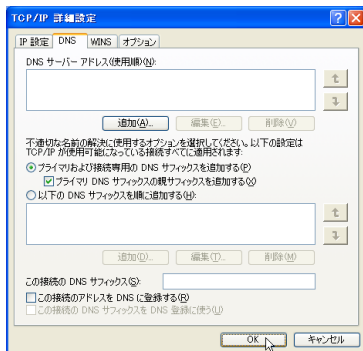 TCP/IP 詳細設定
IP 設定 DNS WINS オプション
DNS サーバー アドレス(使用順)(N):
追加(A)... 編集(E)... 削除(V)
不適切な名前の解決に使用するオプションを選択してください。以下の設定は
TCP/IP が使用可能になっている接続すべてに適用されます:
プライマリおよび接続専用の DNS サフィックスを追加する(P)
プライマリ DNS サフィックスの親サフィックスを追加する(X)
以下の DNS サフィックスを順に追加する(H):
追加(D)... 編集(T)... 削除(M)
この接続の DNS サフィックス(S):
この接続のアドレスを DNS に登録する(R)
この接続の DNS サフィックスを DNS 登録に使う(U)
OK キャンセル